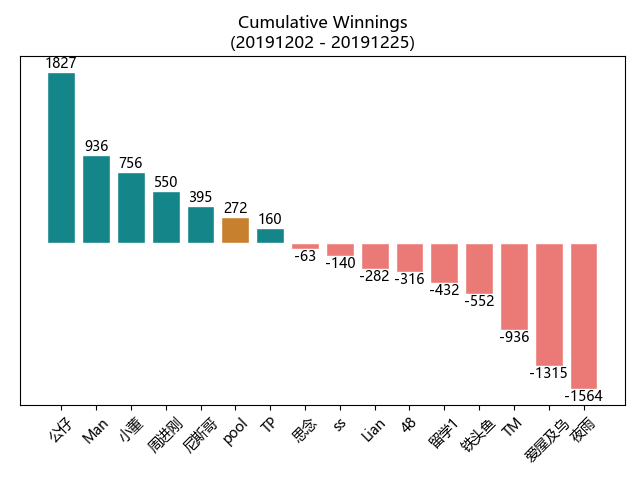 Cumulative Winnings
(20191202 - 20191225)
1827
936
756
550
395
272
160
-63
-140
-282
-316
-432
-552
-936
-1315
-1564
公仔
Man
小董
周进刚
尼斯哥
pool
TP
思念
ss
Lian
48
留学1
铁头鱼
TM
爱屋及乌
夜雨